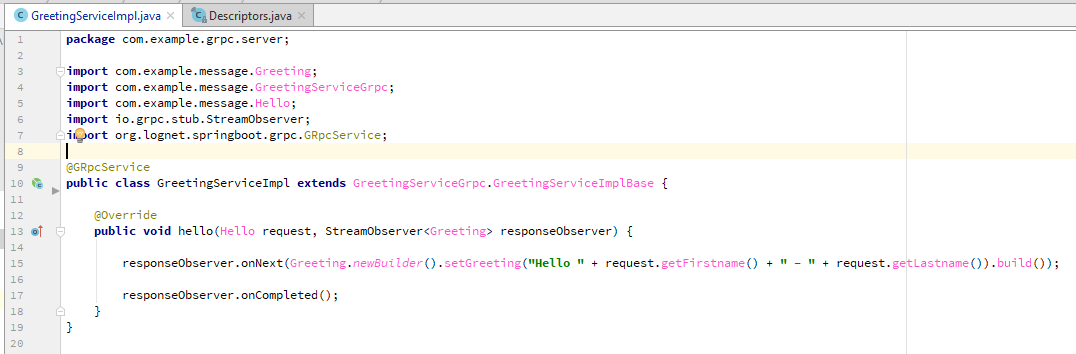 GreetingServiceImpl.java × Descriptors.java ×
1 package com.example.grpc.server;
2
3 import com.example.message.Greeting;
4 import com.example.message.GreetingServiceGrpc;
5 import com.example.message.Hello;
6 import io.grpc.stub.StreamObserver;
7 import org.lognet.springboot.grpc.GRpcService;
8
9 @GRpcService
10 public class GreetingServiceImpl extends GreetingServiceGrpc.GreetingServiceImplBase {
11
12 @Override
13 public void hello(Hello request, StreamObserver<Greeting> responseObserver) {
14
15 responseObserver.onNext(Greeting.newBuilder().setGreeting("Hello " + request.getFirstname() + " - " + request.getLastname()).build());
16
17 responseObserver.onCompleted();
18 }
19 }
20